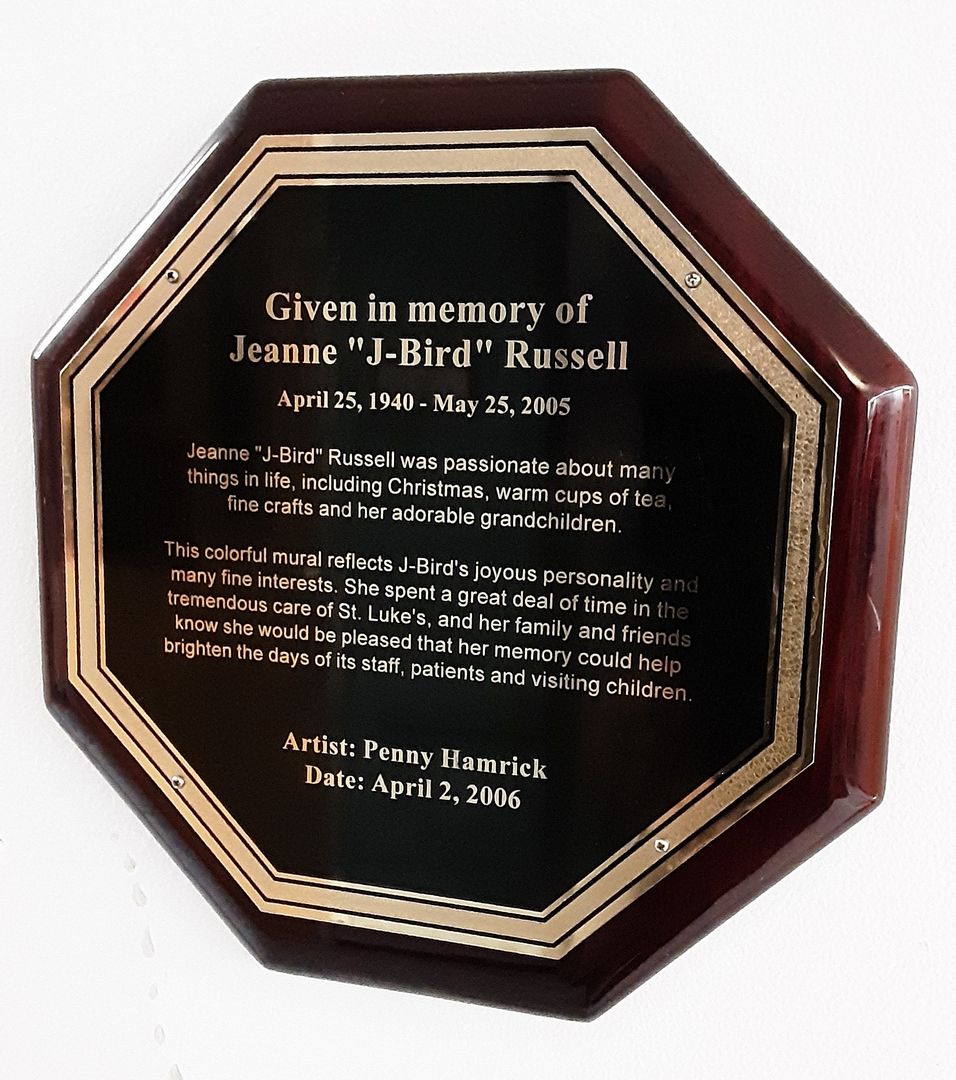 Given in memory of
Jeanne "J-Bird" Russell
April 25, 1940 - May 25, 2005
Jeanne "J-Bird" Russell was passionate about many
things in life, including Christmas, warm cups of tea,
fine crafts and her adorable grandchildren.
This colorful mural reflects J-Bird's joyous personality and
many fine interests. She spent a great deal of time in the
tremendous care of St. Luke's, and her family and friends
know she would be pleased that her memory could help
brighten the days of its staff, patients and visiting children.
Artist: Penny Hamrick
Date: April 2, 2006